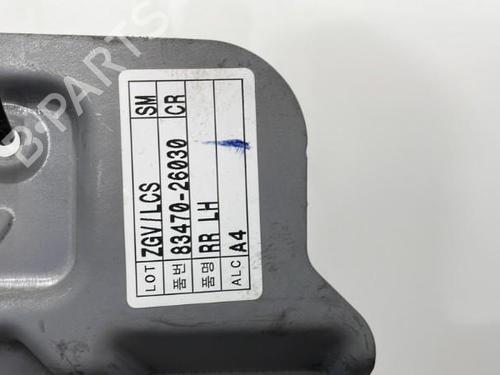 LOT ZGV/LCS SM
품번 83470-26030 CR
품명 RR LH
ALC A4
B-PARTS